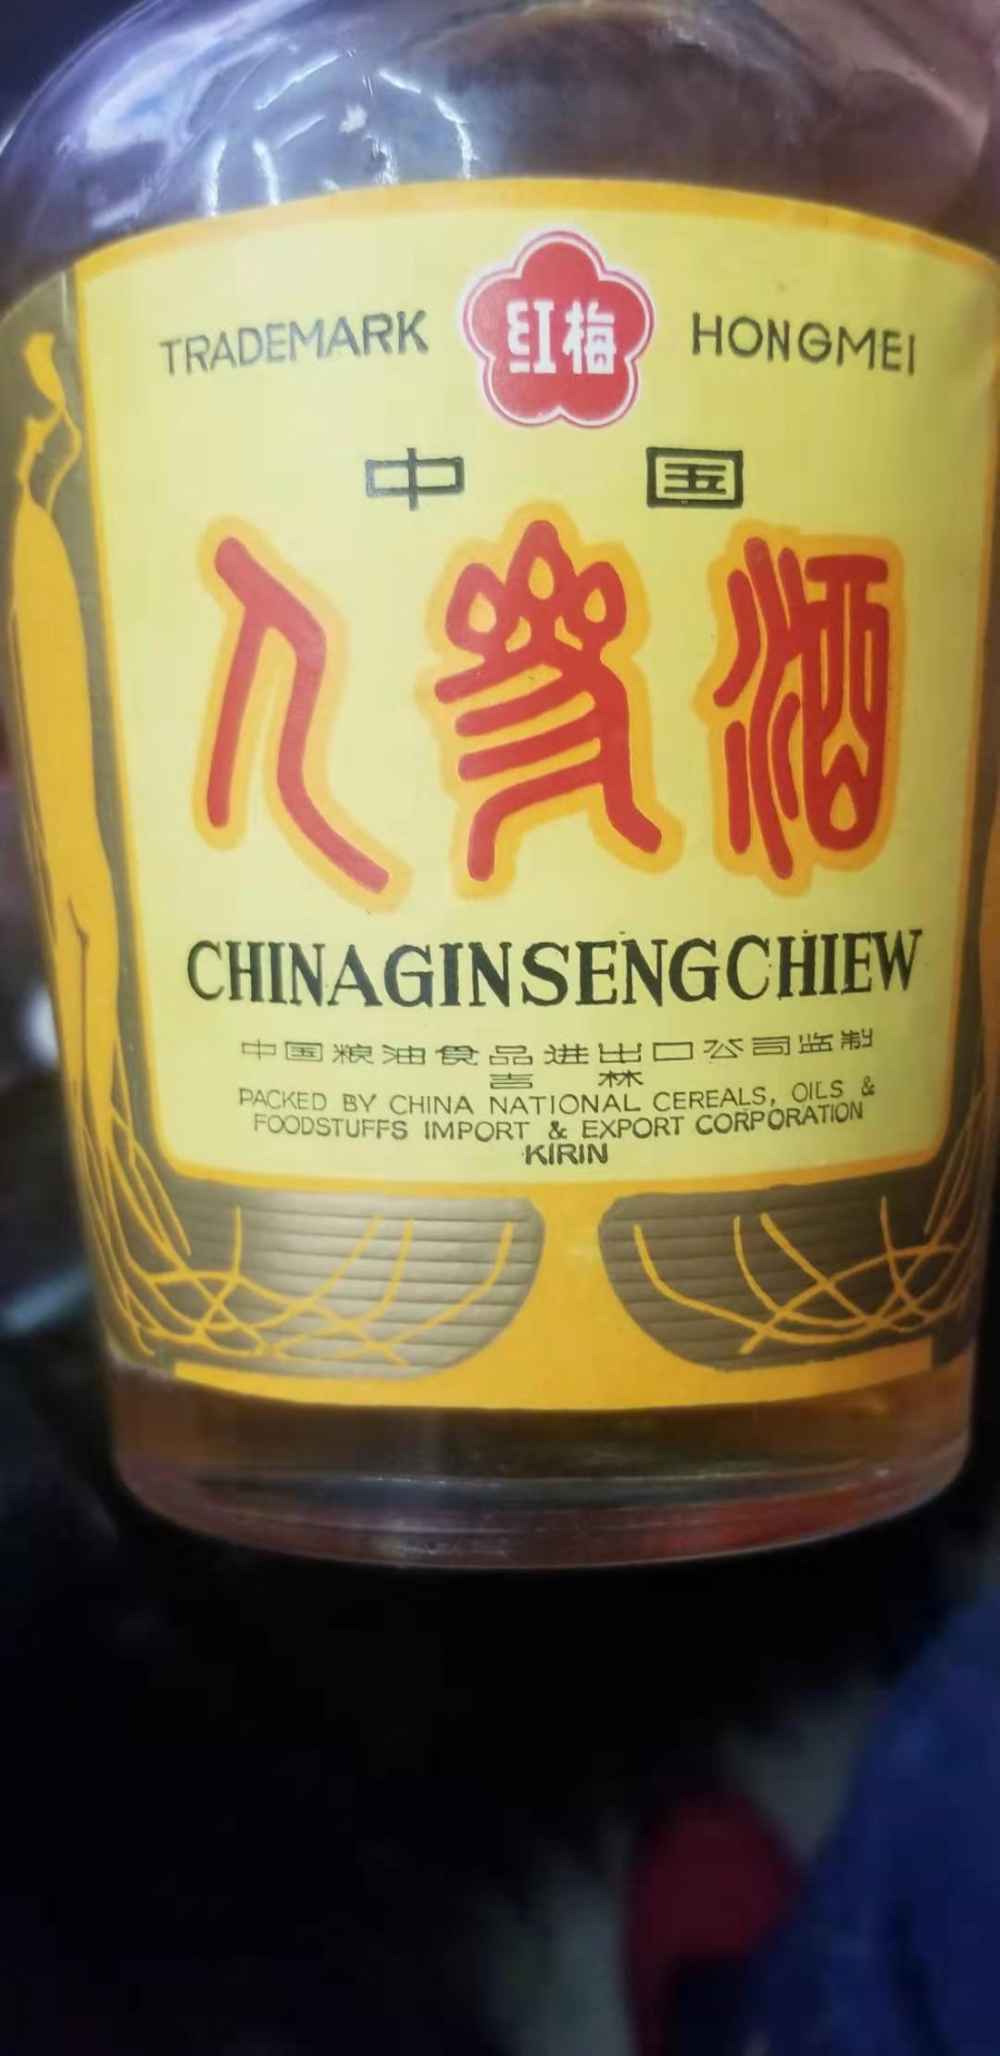 TRADEMARK 红梅 HONGMEI
中国
人参酒
CHINAGINSENGCHIEW
中国粮油食品进出口公司监制
吉林
PACKED BY CHINA NATIONAL CEREALS, OILS &
FOODSTUFFS IMPORT & EXPORT CORPORATION
KIRIN